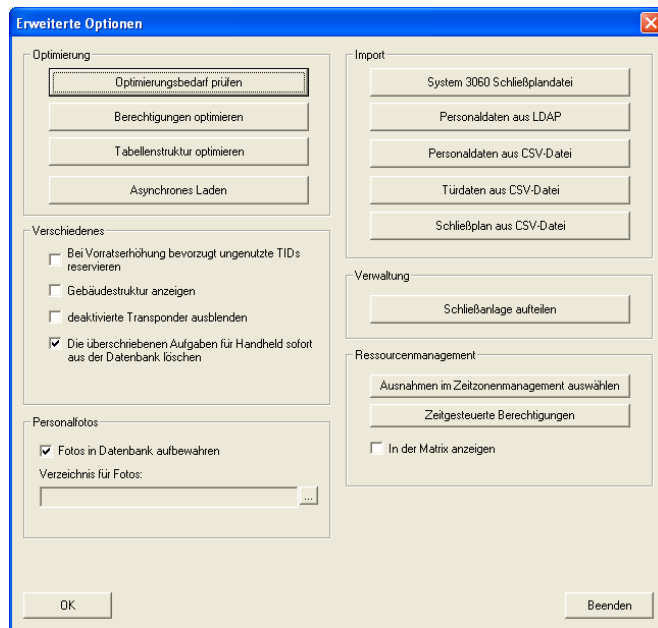 Erweiterte Optionen
Optimierung
Optimierungsbedarf prüfen
Berechtigungen optimieren
Tabellenstruktur optimieren
Asynchrones Laden
Verschiedenes
Bei Vorratserhöhung bevorzugt ungenutzte TIDs
reservieren
Gebäudestruktur anzeigen
deaktivierte Transponder ausblenden
Die überschriebenen Aufgaben für Handheld sofort
aus der Datenbank löschen
Personalfotos
Fotos in Datenbank aufbewahren
Verzeichnis für Fotos:
...
Import
System 3060 Schließplandatei
Personaldaten aus LDAP
Personaldaten aus CSV-Datei
Türdaten aus CSV-Datei
Schließplan aus CSV-Datei
Verwaltung
Schließanlage aufteilen
Ressourcenmanagement
Ausnahmen im Zeitzonenmanagement auswählen
Zeitgesteuerte Berechtigungen
In der Matrix anzeigen
OK
Beenden